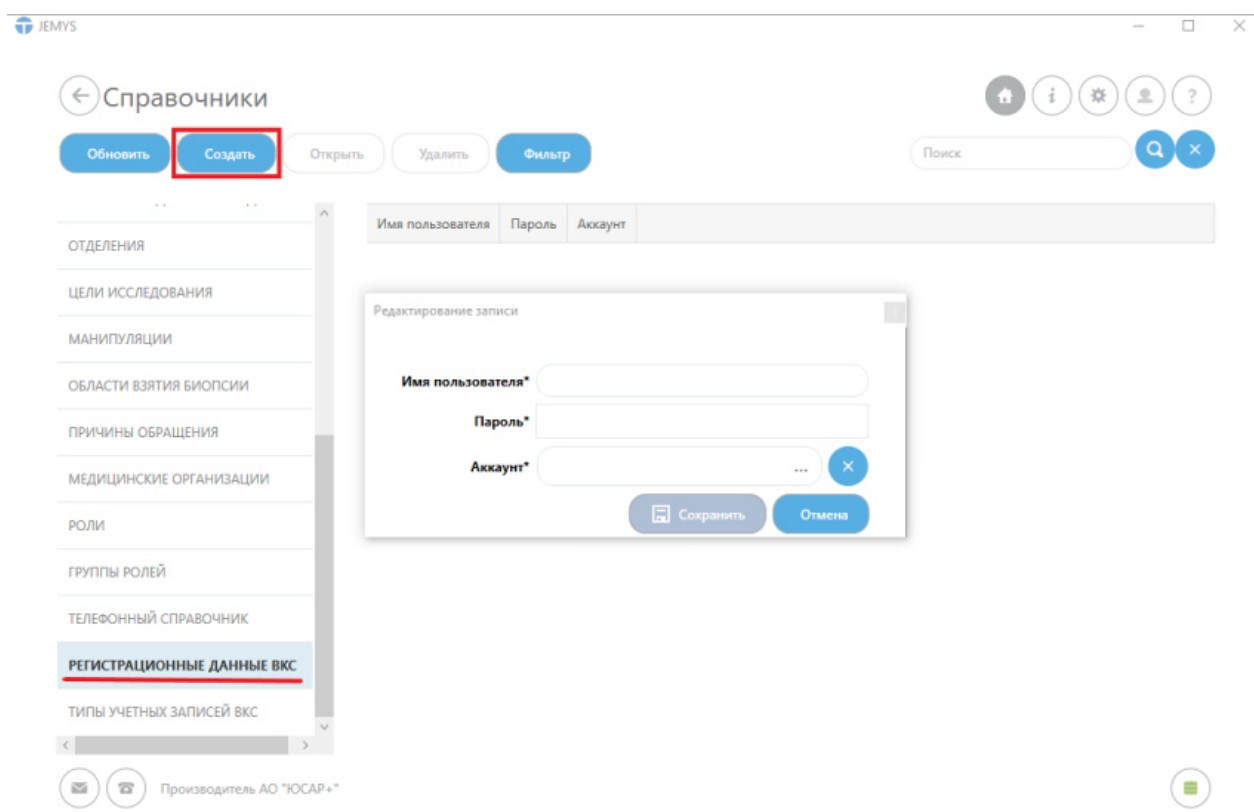 JEMYS
Справочники
Обновить Создать Открыть Удалить Фильтр Поиск
Имя пользователя Пароль Аккаунт
ОТДЕЛЕНИЯ
ЦЕЛИ ИССЛЕДОВАНИЯ
МАНИПУЛЯЦИИ
ОБЛАСТИ ВЗЯТИЯ БИОПСИИ
ПРИЧИНЫ ОБРАЩЕНИЯ
МЕДИЦИНСКИЕ ОРГАНИЗАЦИИ
РОЛИ
ГРУППЫ РОЛЕЙ
ТЕЛЕФОННЫЙ СПРАВОЧНИК
РЕГИСТРАЦИОННЫЕ ДАННЫЕ ВКС
ТИПЫ УЧЕТНЫХ ЗАПИСЕЙ ВКС
Редактирование записи
Имя пользователя*
Пароль*
Аккаунт* ...
Сохранить Отмена
Производитель АО "ЮСАР+"